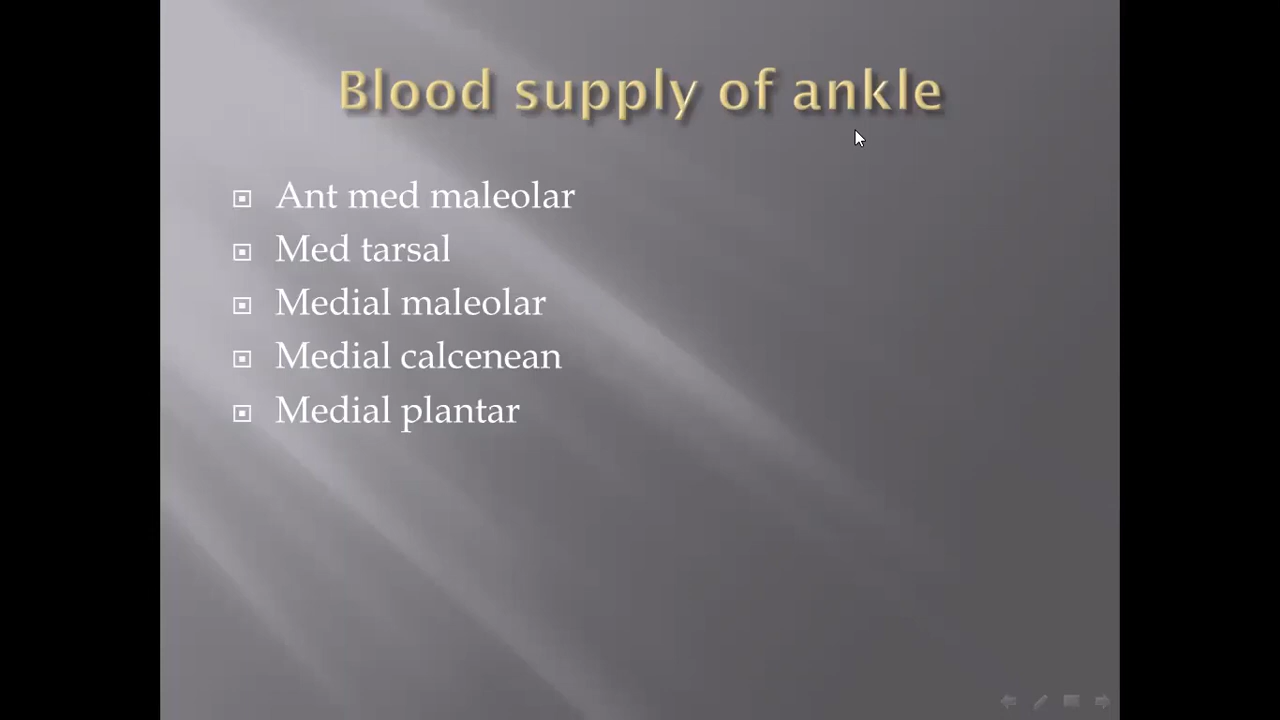 Blood supply of ankle
Ant med maleolar
Med tarsal
Medial maleolar
Medial calcenean
Medial plantar